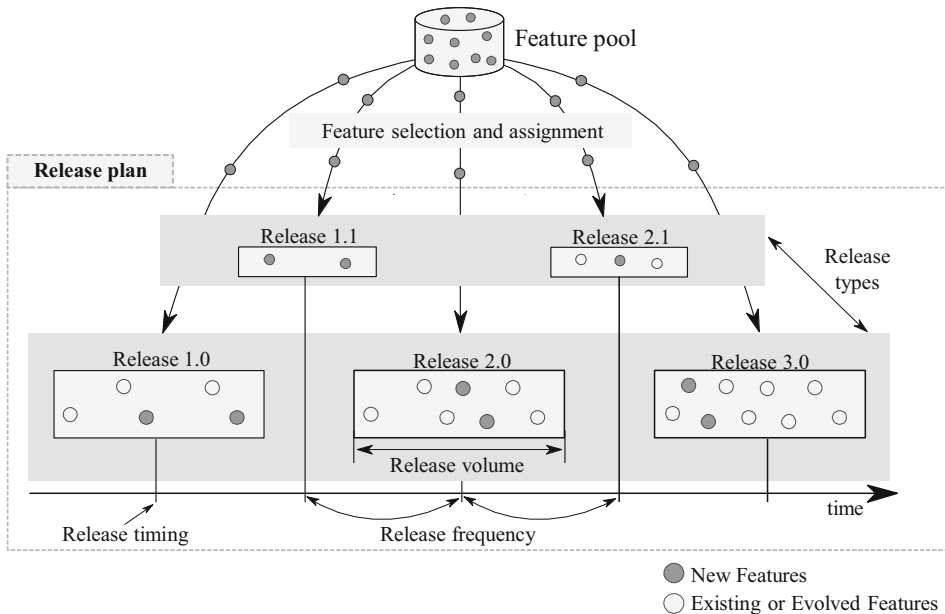 Feature pool
Feature selection and assignment
Release plan
Release 1.1
Release 2.1
Release
types
Release 1.0
Release 2.0
Release 3.0
Release volume
time
Release timing
Release frequency
New Features
Existing or Evolved Features